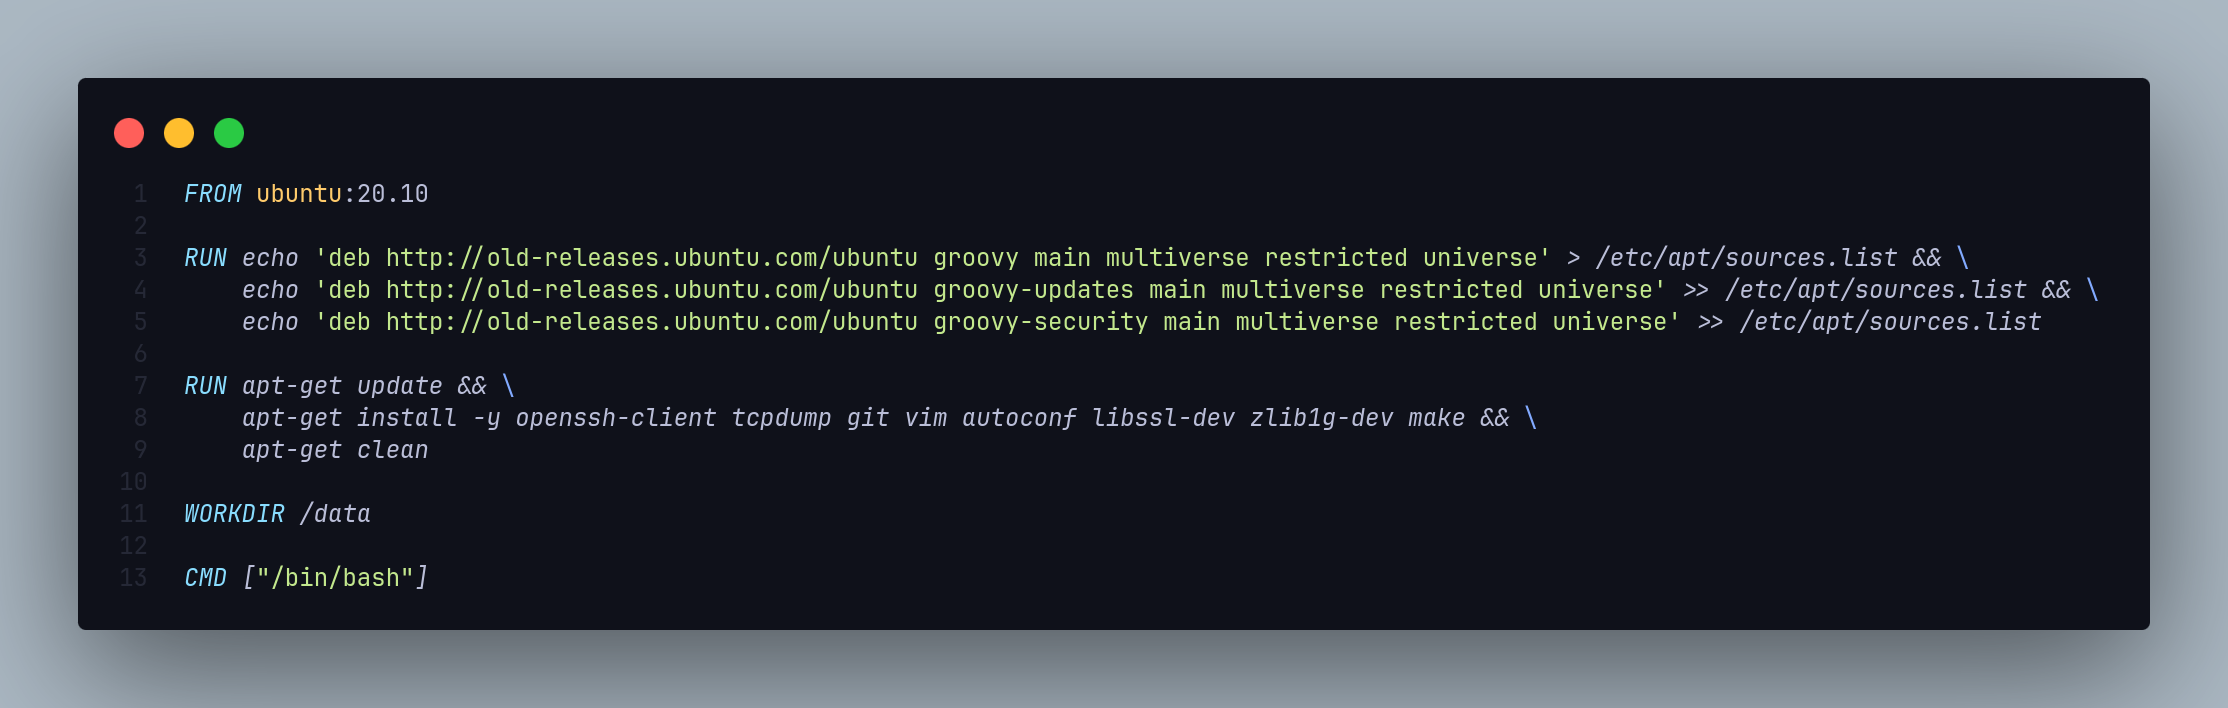 1 FROM ubuntu:20.10
2
3 RUN echo 'deb http://old-releases.ubuntu.com/ubuntu groovy main multiverse restricted universe' > /etc/apt/sources.list && \
4     echo 'deb http://old-releases.ubuntu.com/ubuntu groovy-updates main multiverse restricted universe' >> /etc/apt/sources.list && \
5     echo 'deb http://old-releases.ubuntu.com/ubuntu groovy-security main multiverse restricted universe' >> /etc/apt/sources.list
6
7 RUN apt-get update && \
8     apt-get install -y openssh-client tcpdump git vim autoconf libssl-dev zlib1g-dev make && \
9     apt-get clean
10
11 WORKDIR /data
12
13 CMD ["/bin/bash"]